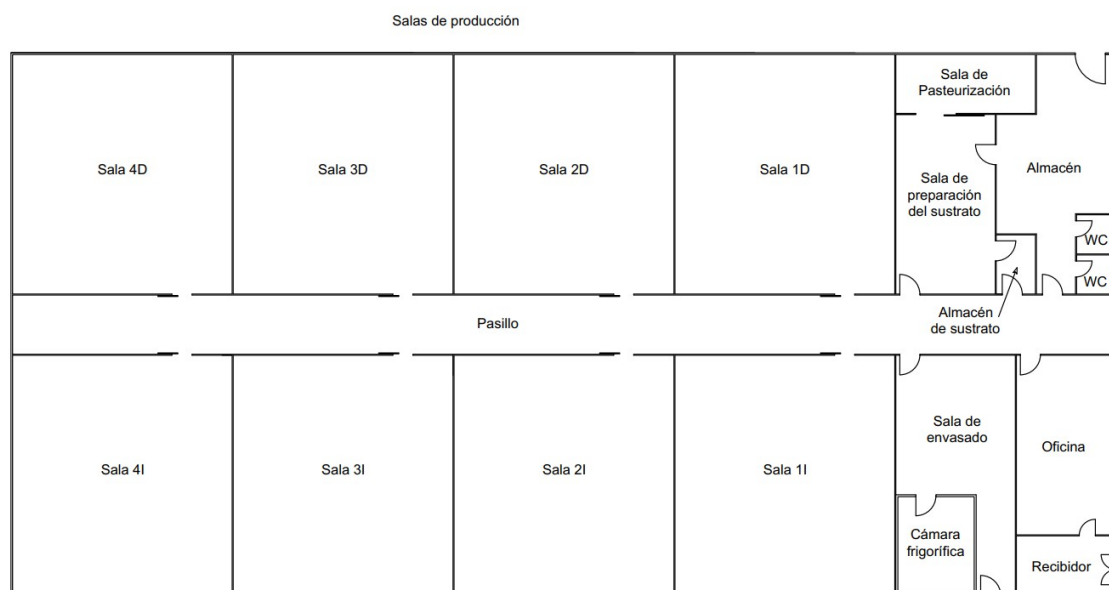 Salas de producción
Sala de
Pasteurización
Sala 4D
Sala 3D
Sala 2D
Sala 1D
Sala de
preparación
del sustrato
Almacén
WC
WC
Almacén
de sustrato
Pasillo
Sala 4I
Sala 3I
Sala 2I
Sala 1I
Sala de
envasado
Oficina
Cámara
frigorífica
Recibidor